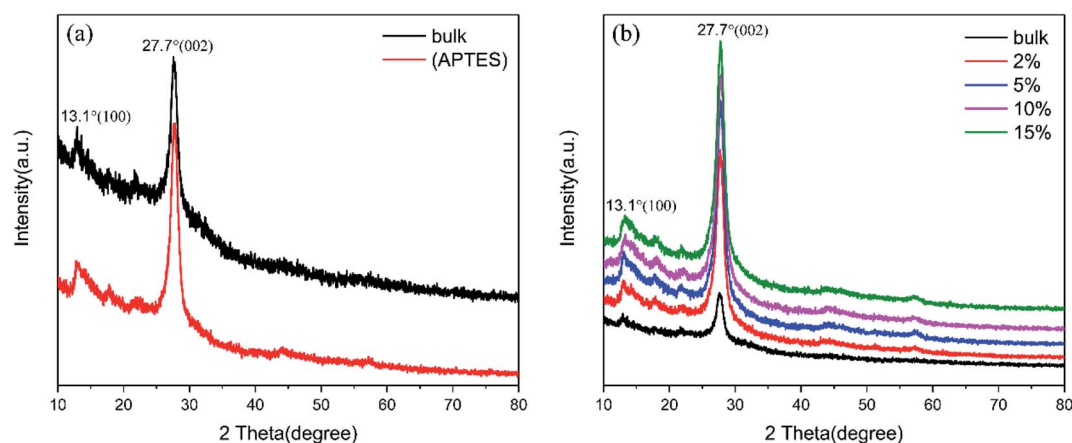 (a)
27.7°(002)
bulk
(APTES)
13.1°(100)
Intensity(a.u.)
10 20 30 40 50 60 70 80
2 Theta(degree)
(b)
27.7°(002)
bulk
2%
5%
10%
15%
13.1°(100)
Intensity(a.u.)
10 20 30 40 50 60 70 80
2 Theta(degree)